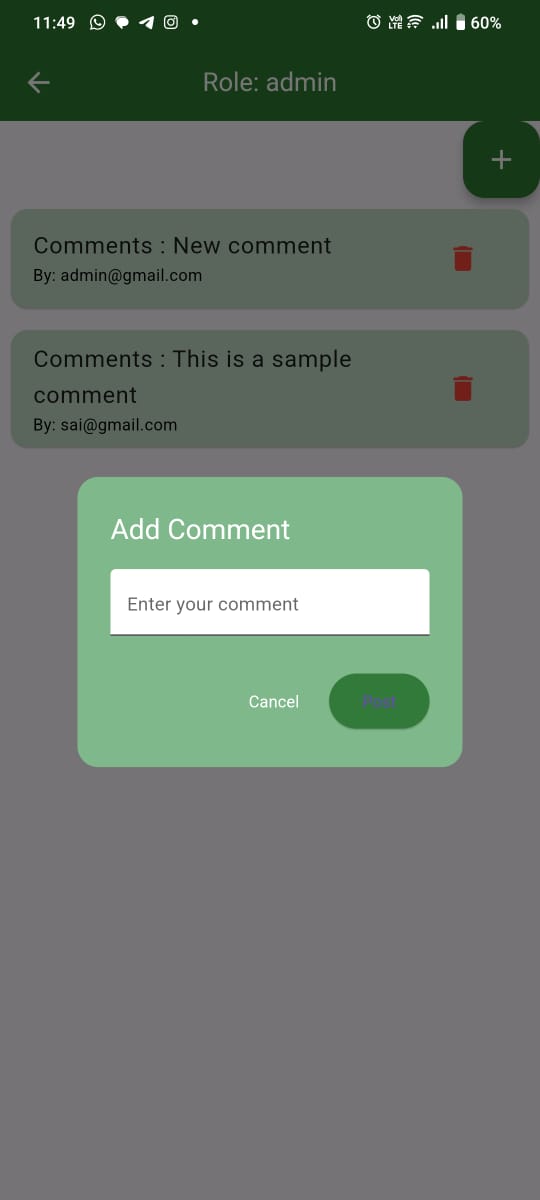 11:49 VoD LTE 60%
Role: admin
Comments : New comment
By: admin@gmail.com
Comments : This is a sample
comment
By: sai@gmail.com
Add Comment
Enter your comment
Cancel Post